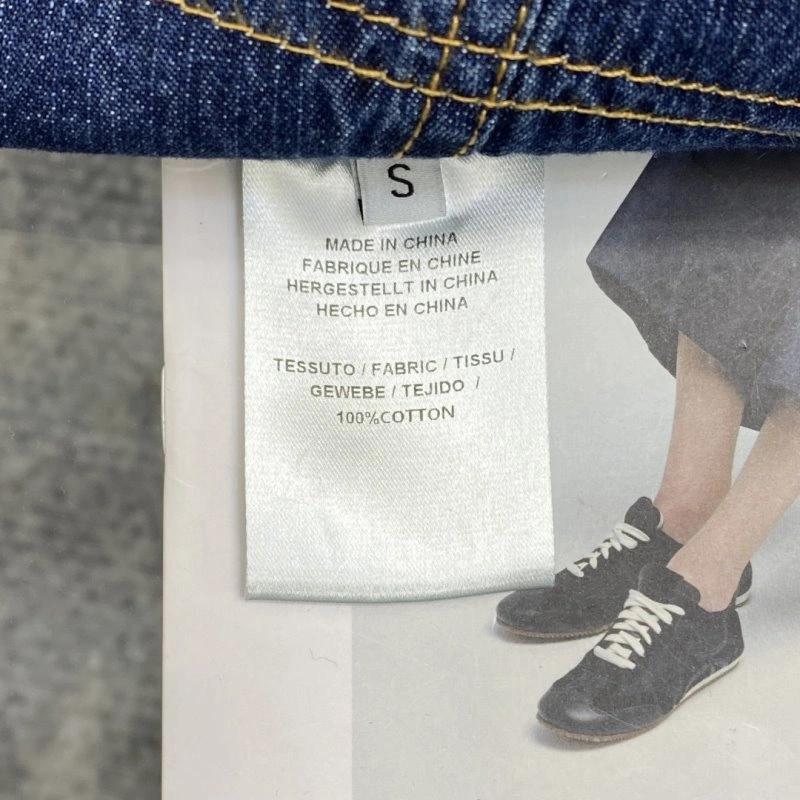 S
MADE IN CHINA
FABRIQUE EN CHINE
HERGESTELLT IN CHINA
HECHO EN CHINA
TESSUTO / FABRIC / TISSU /
GEWEBE / TEJIDO /
100%COTTON